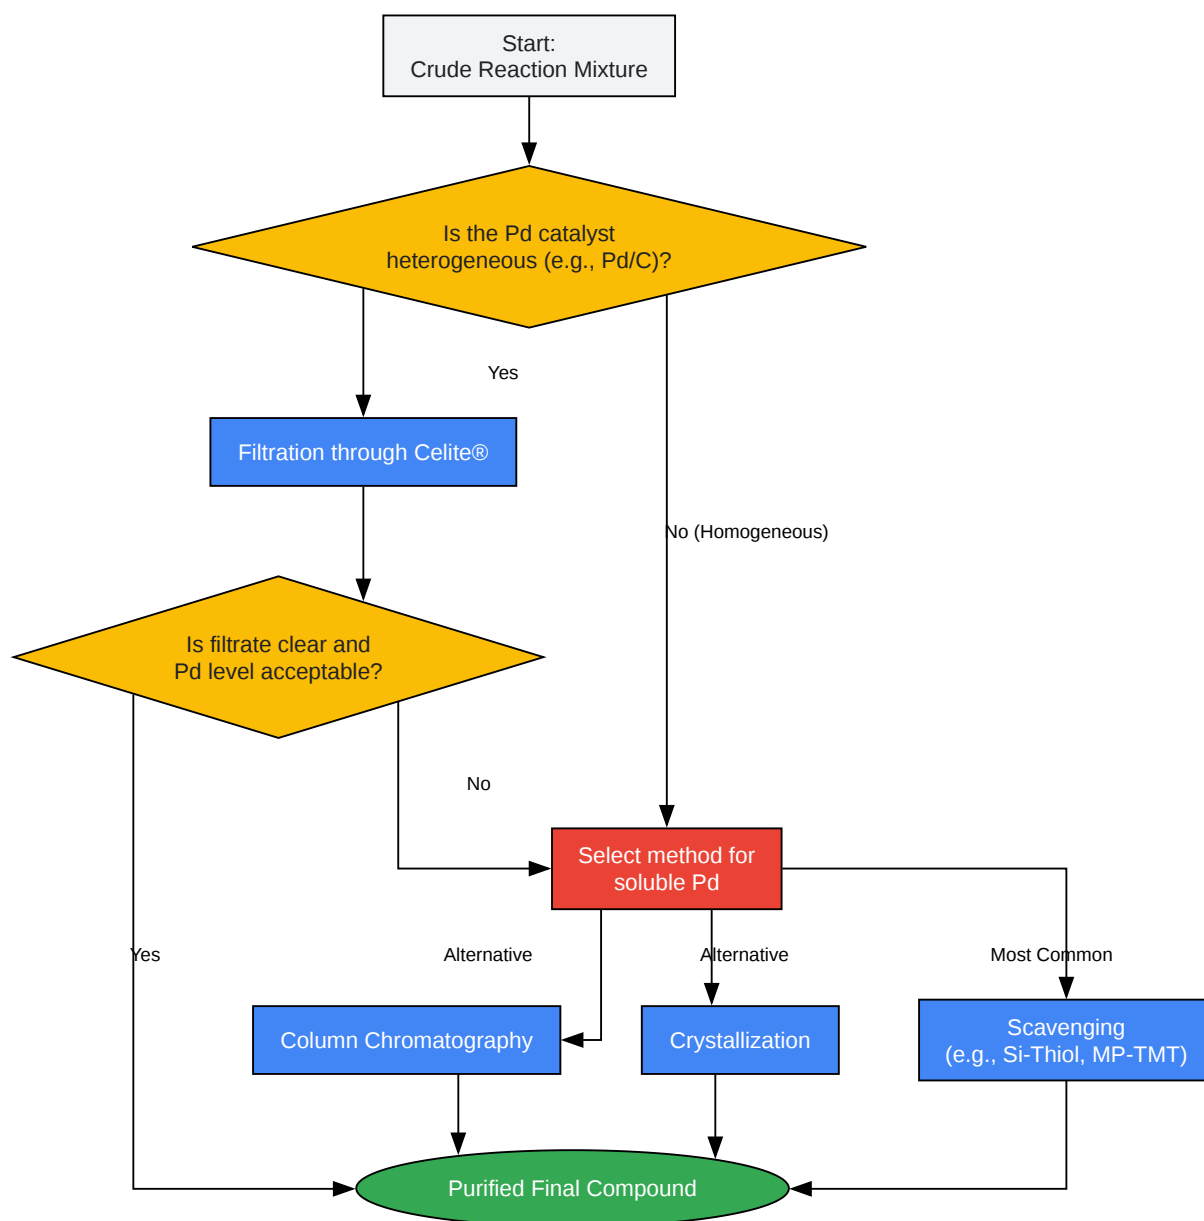 Start:
Crude Reaction Mixture
Is the Pd catalyst
heterogeneous (e.g., Pd/C)?
Yes
Filtration through Celite®
No (Homogeneous)
Is filtrate clear and
Pd level acceptable?
No
Select method for
soluble Pd
Yes
Alternative
Alternative
Most Common
Column Chromatography
Crystallization
Scavenging
(e.g., Si-Thiol, MP-TMT)
Purified Final Compound